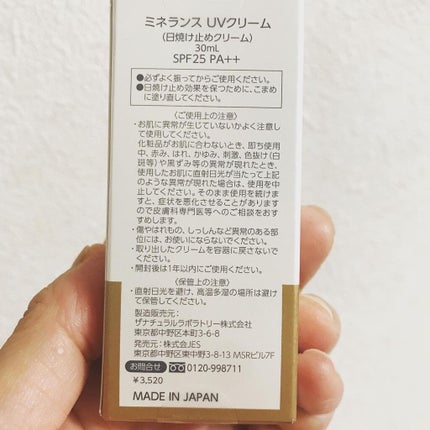 ミネランス UVクリーム
(日焼け止めクリーム)
30mL
SPF25 PA++
●必ずよく振ってからご使用ください。
●日焼け止め効果を保つために、こまめ
に塗り直してください。
〈ご使用上の注意〉
・お肌に異常が生じていないかよく注意し
て使用してください。
化粧品がお肌に合わないとき、即ち使用
中、赤み、はれ、かゆみ、刺激、色抜け(白
斑等)や黒ずみ等の異常が現れたとき、
使用したお肌に直射日光が当たって上記
のような異常が現れた場合は、使用を中
止してください。そのまま使用を続けま
すと、症状を悪化させることがあります
ので皮膚科専門医等へのご相談をおすす
めします。
・傷やはれもの、しっしんなど異常のある部
位には、お使いにならないでください。
・取り出したクリームを容器に戻さないで
ください。
・開封後は1年以内にご使用ください。
〈保管上の注意〉
・直射日光を避け、高温多湿の場所は避け
て保管してください。
製造販売元:
ザナチュラルラボラトリー株式会社
東京都中野区本町3-6-8
発売元:株式会社JES
東京都中野区東中野3-8-13 MSRビル7F
お問合せ 0120-998711
¥3,520
MADE IN JAPAN